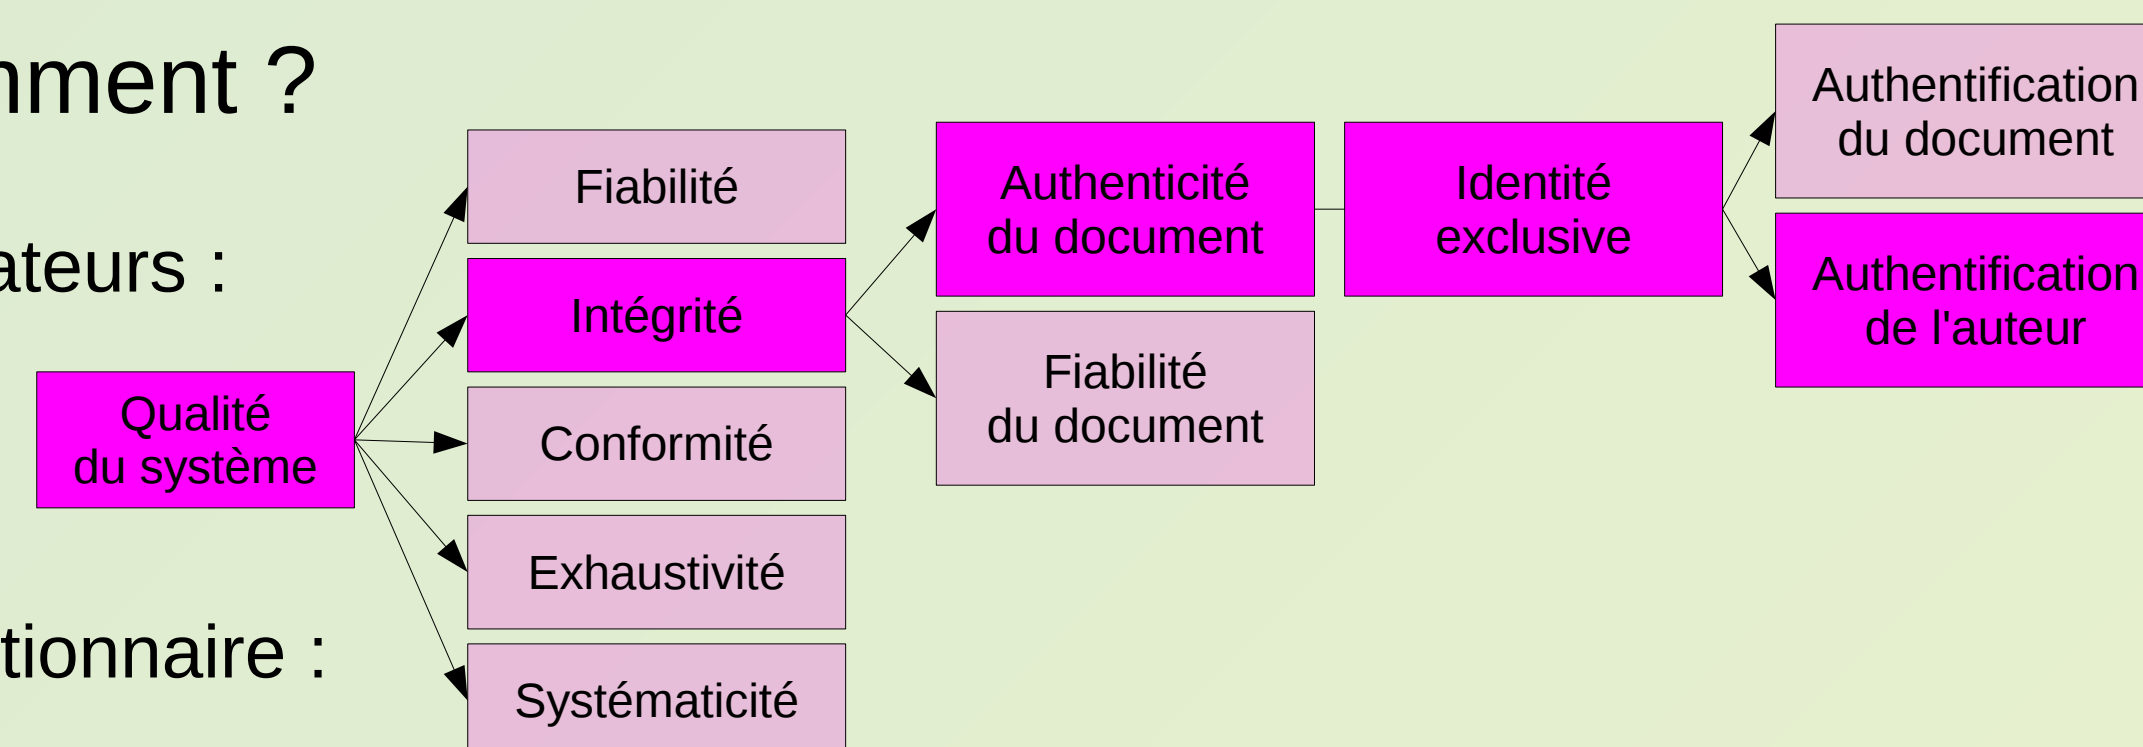 mment ?
ateurs :
Qualité
du système
tionnaire :
Fiabilité
Intégrité
Conformité
Exhaustivité
Systématicité
Authenticité
du document
Fiabilité
du document
Identité
exclusive
Authentification
du document
Authentification
de l'auteur